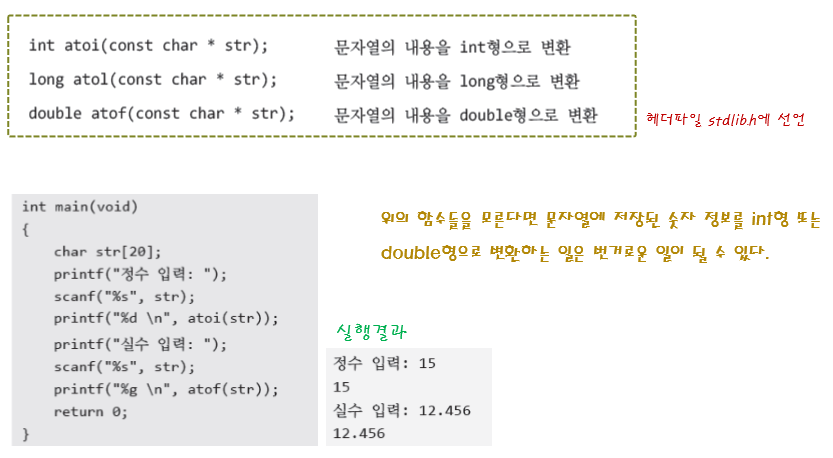 int atoi(const char * str); 문자열의 내용을 int형으로 변환
long atol(const char * str); 문자열의 내용을 long형으로 변환
double atof(const char * str); 문자열의 내용을 double형으로 변환
헤더파일 stdlib.h에 선언
int main(void)
{
    char str[20];
    printf("정수 입력: ");
    scanf("%s", str);
    printf("%d \n", atoi(str));
    printf("실수 입력: ");
    scanf("%s", str);
    printf("%g \n", atof(str));
    return 0;
}
위의 함수들을 모른다면 문자열에 저장된 숫자 정보를 int형 또는
double형으로 변환하는 일은 번거로운 일이 될 수 있다.
실행결과
정수 입력: 15
15
실수 입력: 12.456
12.456